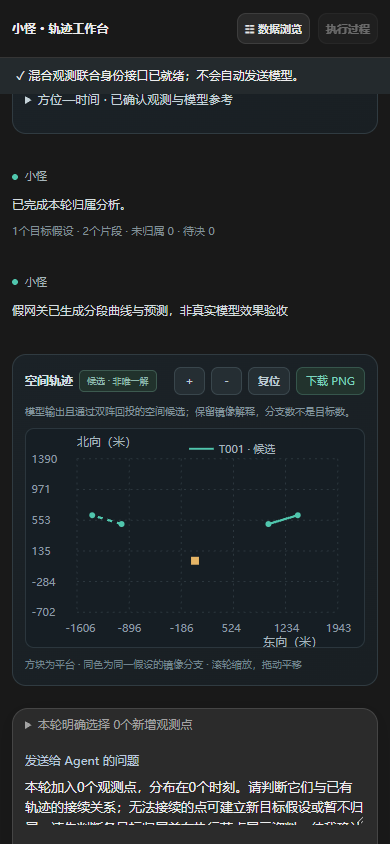 小怪·轨迹工作台
数据浏览
执行过程
✓ 混合观测联合身份接口已就绪；不会自动发送模型。
▶ 方位—时间 · 已确认观测与模型参考
小怪
已完成本轮归属分析。
1个目标假设 · 2个片段 · 未归属 0 · 待决 0
小怪
假网关已生成分段曲线与预测，非真实模型效果验收
空间轨迹
候选 · 非唯一解
+
-
复位
下载 PNG
模型输出且通过双阵回投的空间候选；保留镜像解释，分支数不是目标数。
北向（米）
T001 · 候选
1390
971
553
135
-284
-702
-1606 -896 -186 524 1234 1943
东向（米）
方块为平台 · 同色为同一假设的镜像分支 · 滚轮缩放，拖动平移
▶ 本轮明确选择 0个新增观测点
发送给 Agent 的问题
本轮加入0个观测点，分布在0个时刻。请判断它们与已有
轨迹的接续关系；无法接续的点可建立新目标假设或暂不归